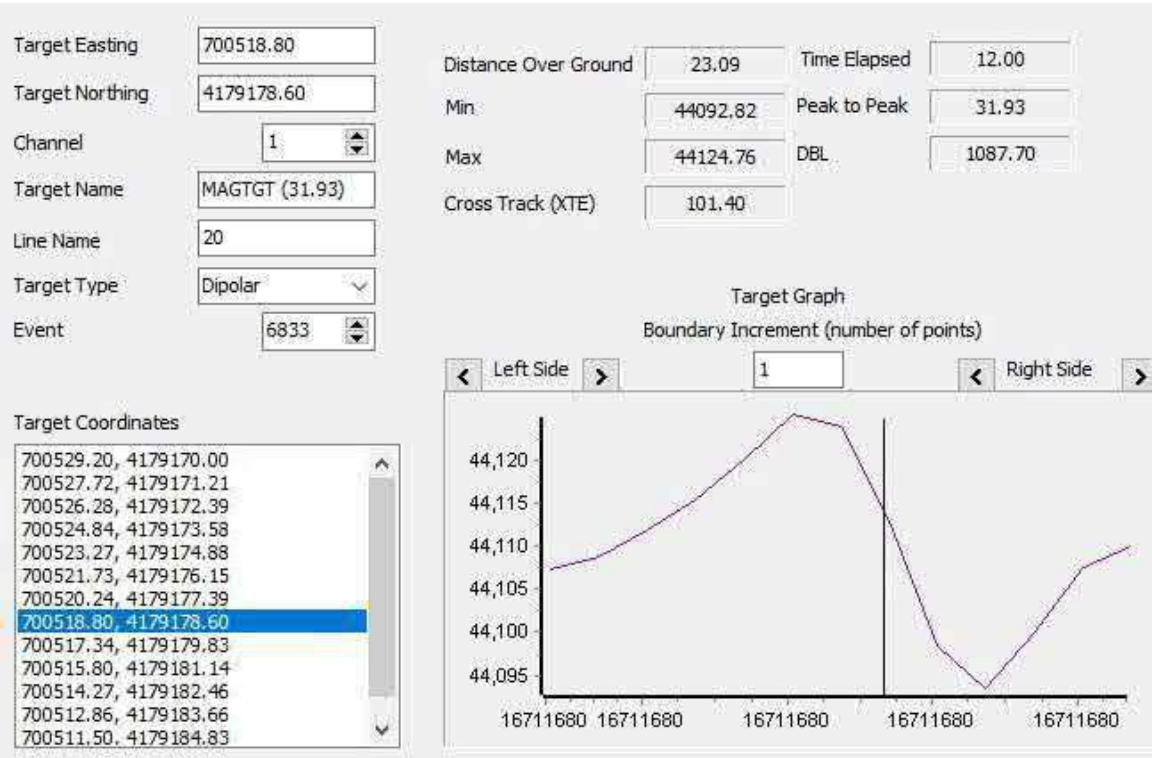 Target Easting 700518.80
Target Northing 4179178.60
Channel 1
Target Name MAGTGT (31.93)
Line Name 20
Target Type Dipolar
Event 6833
Distance Over Ground 23.09 Time Elapsed 12.00
Min 44092.82 Peak to Peak 31.93
Max 44124.76 DBL 1087.70
Cross Track (XTE) 101.40
Target Graph
Boundary Increment (number of points)
< Left Side > 1 < Right Side >
Target Coordinates
700529.20, 4179170.00
700527.72, 4179171.21
700526.28, 4179172.39
700524.84, 4179173.58
700523.27, 4179174.88
700521.73, 4179176.15
700520.24, 4179177.39
700518.80, 4179178.60
700517.34, 4179179.83
700515.80, 4179181.14
700514.27, 4179182.46
700512.86, 4179183.66
700511.50, 4179184.83
44,120
44,115
44,110
44,105
44,100
44,095
16711680 16711680 16711680 16711680 16711680